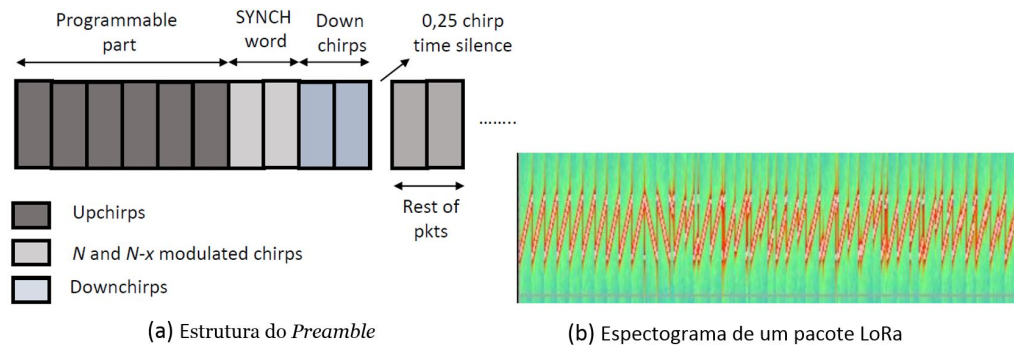 Programmable
part
SYNCH
word
Down
chirps
0,25 chirp
time silence
........
Rest of
pkts
Upchirps
N and N-x modulated chirps
Downchirps
(a) Estrutura do Preamble
(b) Espectograma de um pacote LoRa